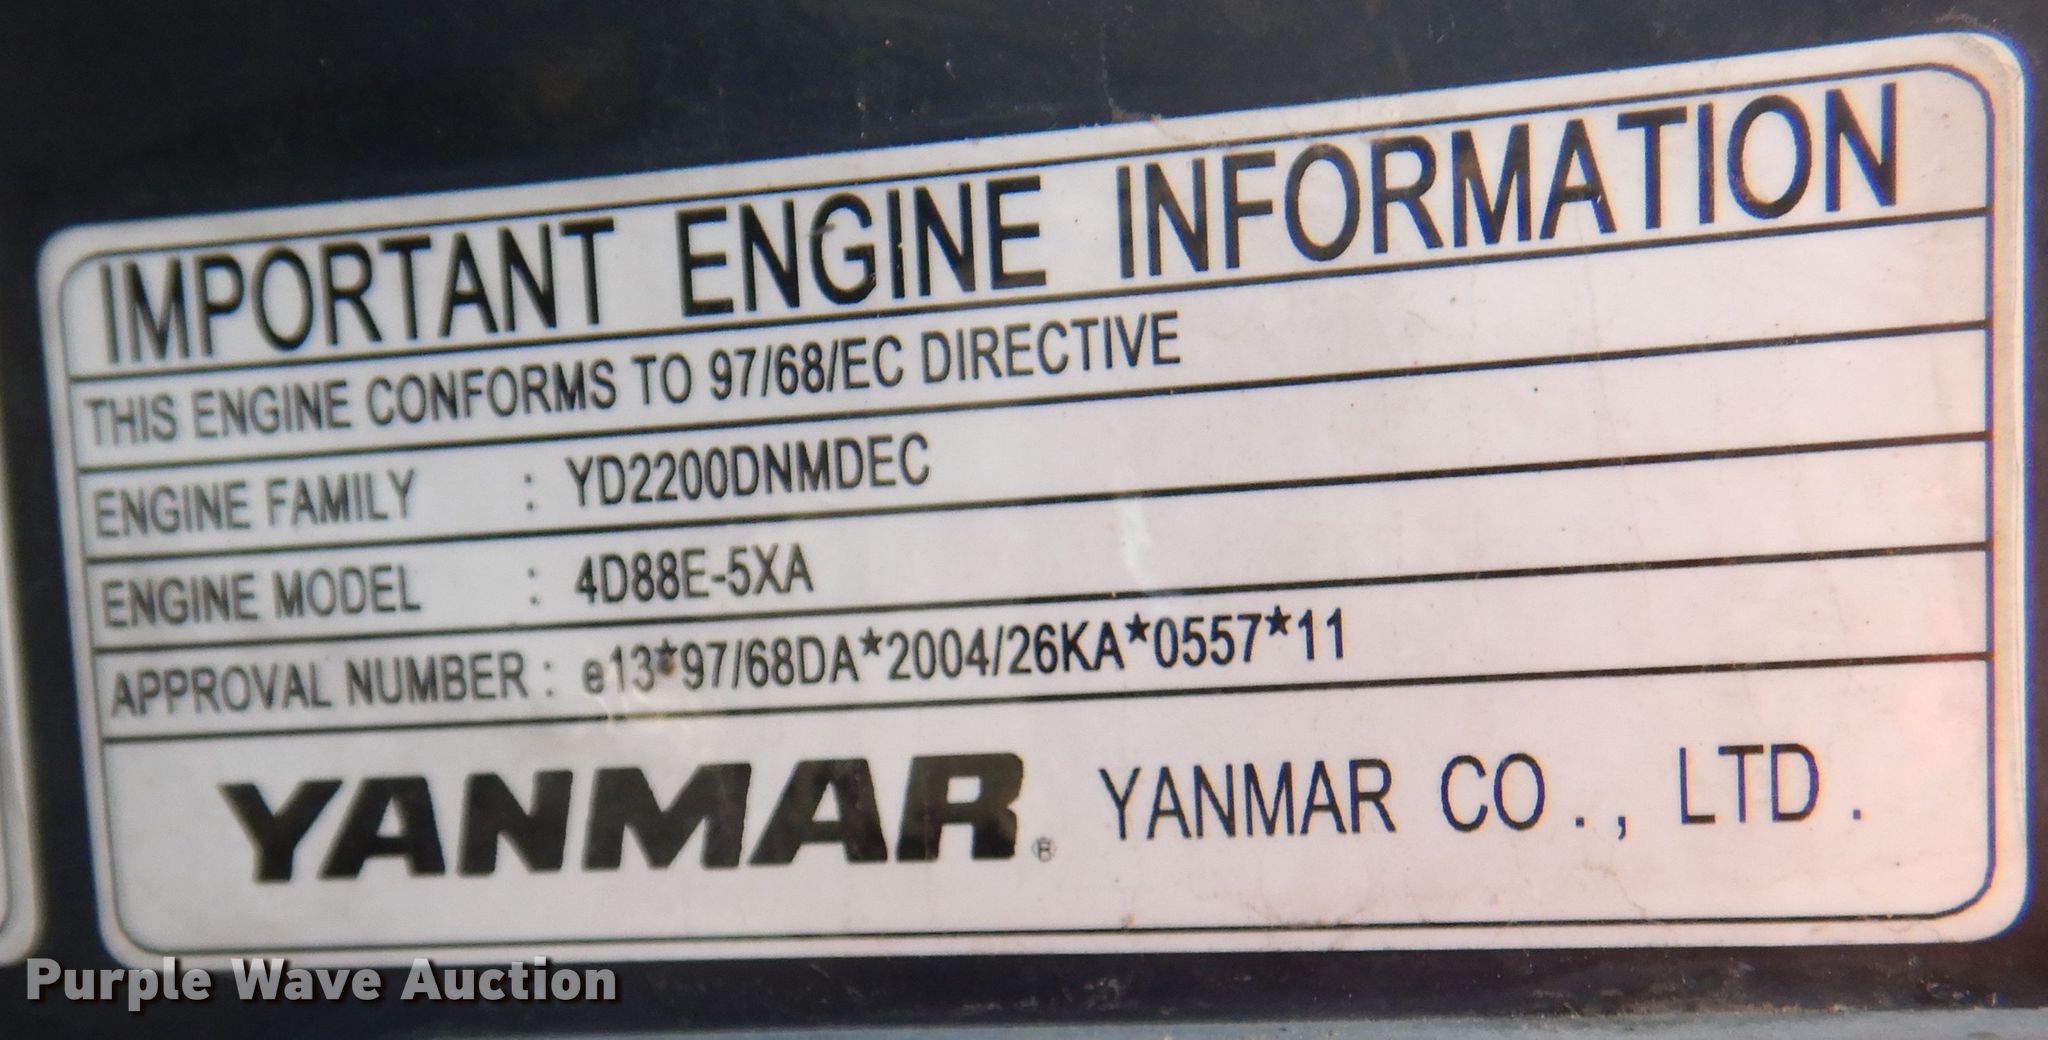 IMPORTANT ENGINE INFORMATION
THIS ENGINE CONFORMS TO 97/68/EC DIRECTIVE
ENGINE FAMILY : YD2200DNMDEC
ENGINE MODEL : 4D88E-5XA
APPROVAL NUMBER : e13*97/68DA*2004/26KA*0557*11
YANMAR® YANMAR CO., LTD.
Purple Wave Auction